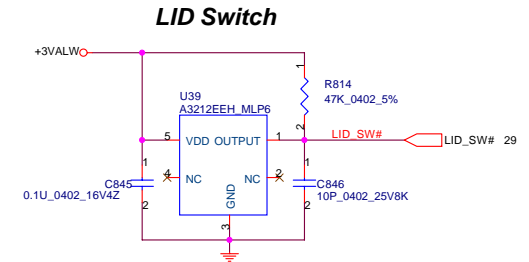 LID Switch
+3VALW
1
R814
47K_0402_5%
2
U39
A3212EEH_MLP6
5
VDD OUTPUT
1
LID_SW#
LID_SW# 29
4
NC
NC
2
GND
3
1
C845
0.1U_0402_16V4Z
2
1
C846
10P_0402_25V8K
2